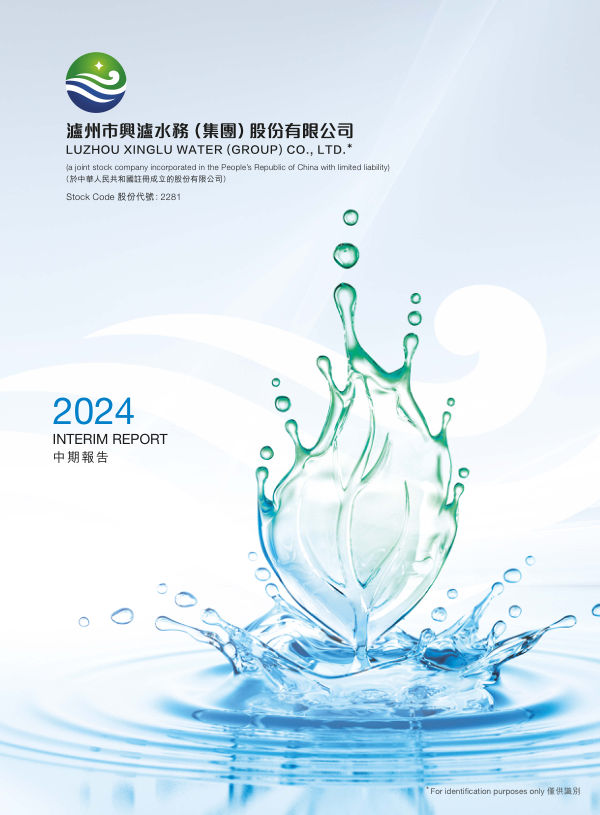 瀘州市興瀘水務(集團)股份有限公司
LUZHOU XINGLU WATER (GROUP) CO., LTD.*
(a joint stock company incorporated in the People's Republic of China with limited liability)
(於中華人民共和國註冊成立的股份有限公司)
Stock Code 股份代號: 2281
2024
INTERIM REPORT
中期報告
* For identification purposes only 僅供識別